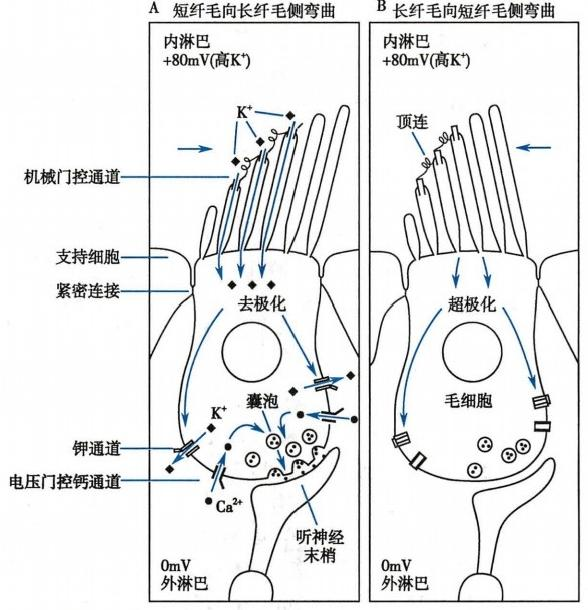 A 短纤毛向长纤毛侧弯曲
内淋巴
+80mV(高K⁺)
K⁺
机械门控通道
支持细胞
紧密连接
去极化
囊泡
K⁺
钾通道
电压门控钙通道
Ca²⁺
听神经
末梢
0mV
外淋巴
B 长纤毛向短纤毛侧弯曲
内淋巴
+80mV(高K⁺)
顶连
超极化
毛细胞
0mV
外淋巴